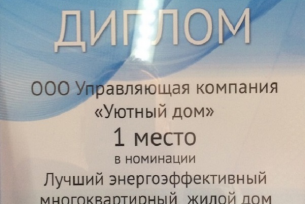 ДИПЛОМ
ООО Управляющая компания
«Уютный дом»
1 место
в номинации
Лучший энергоэффективный
многоквартирный жилой дом